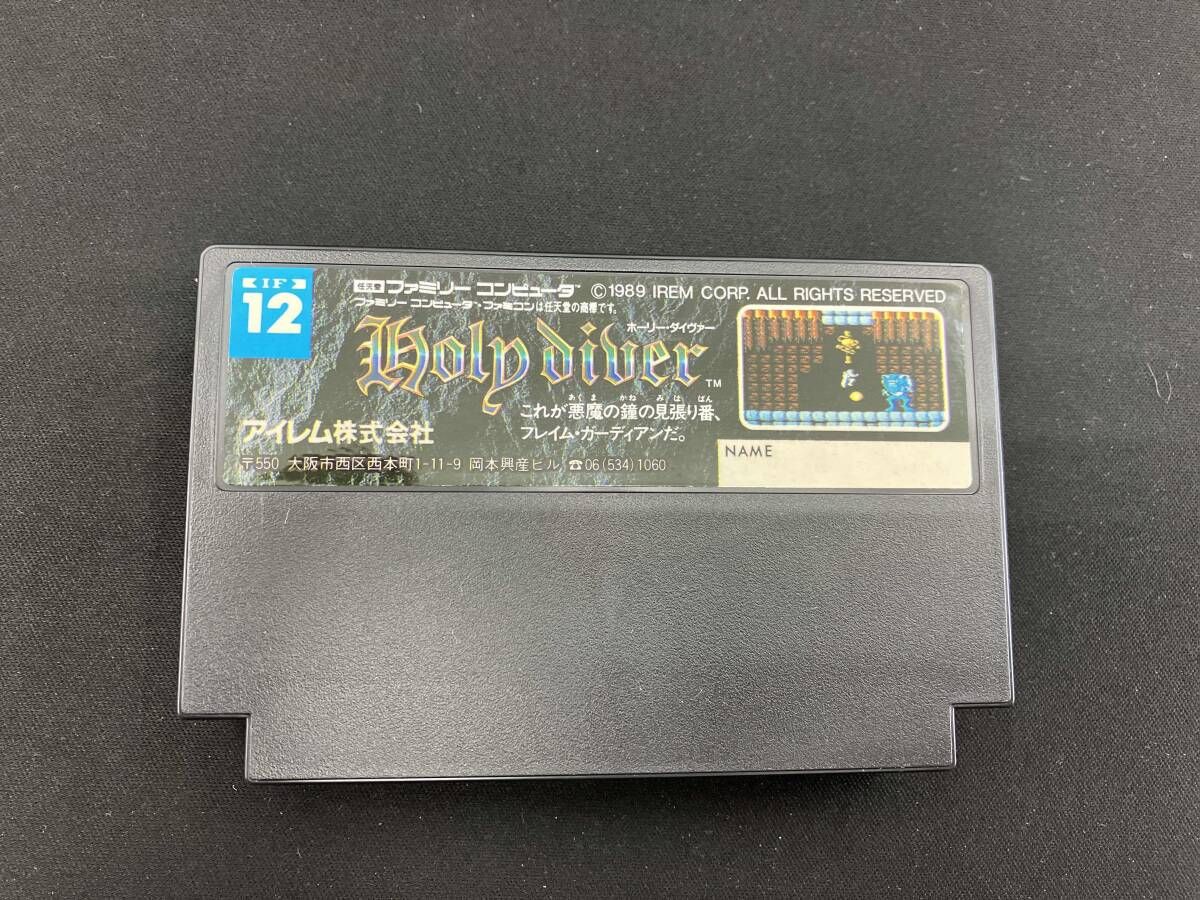 IF
12
任天堂 ファミリー コンピュータ™ ©1989 IREM CORP. ALL RIGHTS RESERVED
ファミリー コンピュータ・ファミコンは任天堂の商標です。
ホーリー・ダイヴァー
Holy diver™
あくま かね みは ばん
これが悪魔の鐘の見張り番、
フレイム・ガーディアンだ。
アイレム株式会社
〒550 大阪市西区西本町1-11-9 岡本興産ビル ☎06(534)1060
NAME